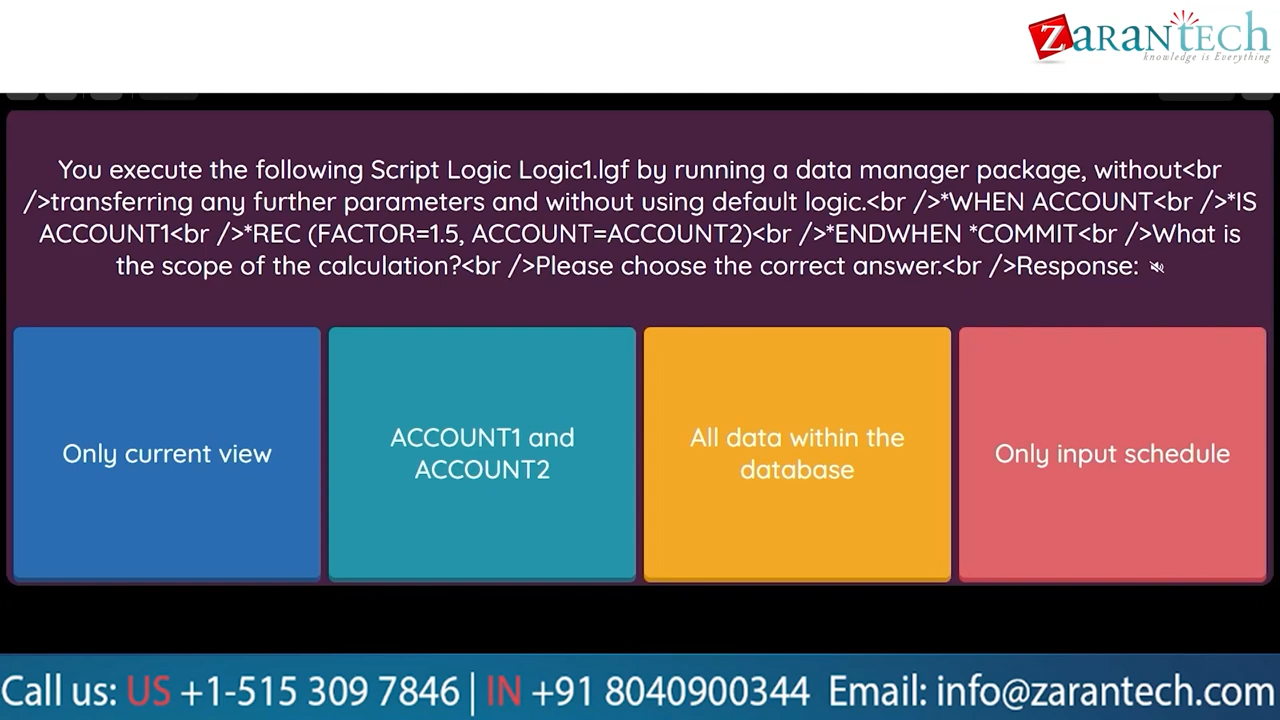 ZARANTECH
knowledge is Everything
You execute the following Script Logic Logic1.lgf by running a data manager package, without<br
/>transferring any further parameters and without using default logic.<br />*WHEN ACCOUNT<br />*IS
ACCOUNT1<br />*REC (FACTOR=1.5, ACCOUNT=ACCOUNT2)<br />*ENDWHEN *COMMIT<br />What is
the scope of the calculation?<br />Please choose the correct answer.<br />Response:
Only current view
ACCOUNT1 and
ACCOUNT2
All data within the
database
Only input schedule
Call us: US +1-515 309 7846 | IN +91 8040900344 Email: info@zarantech.com